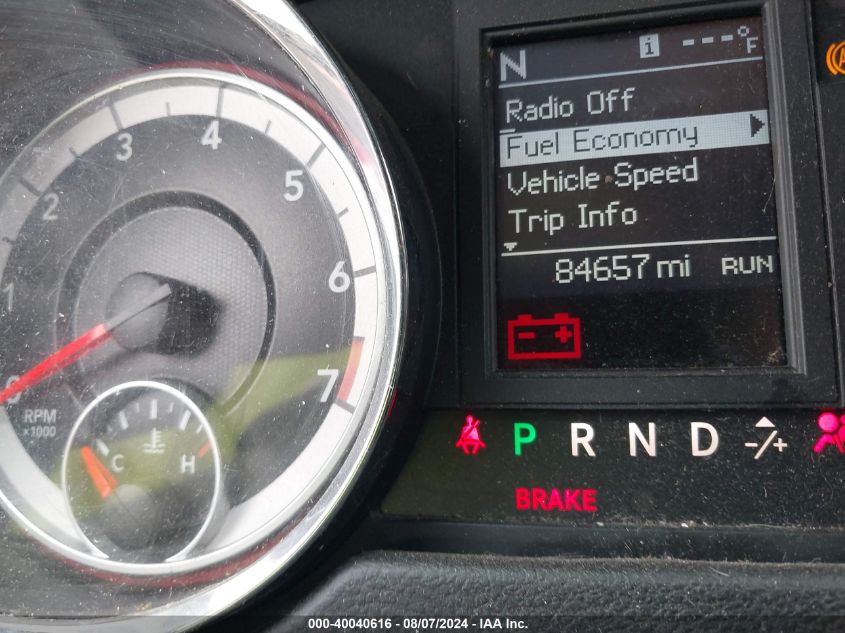 N i ---°F
Radio Off
Fuel Economy
Vehicle Speed
Trip Info
84657 mi RUN
0 1 2 3 4 5 6 7
RPM
x1000
C H
P R N D -/+
BRAKE
000-40040616 - 08/07/2024 - IAA Inc.